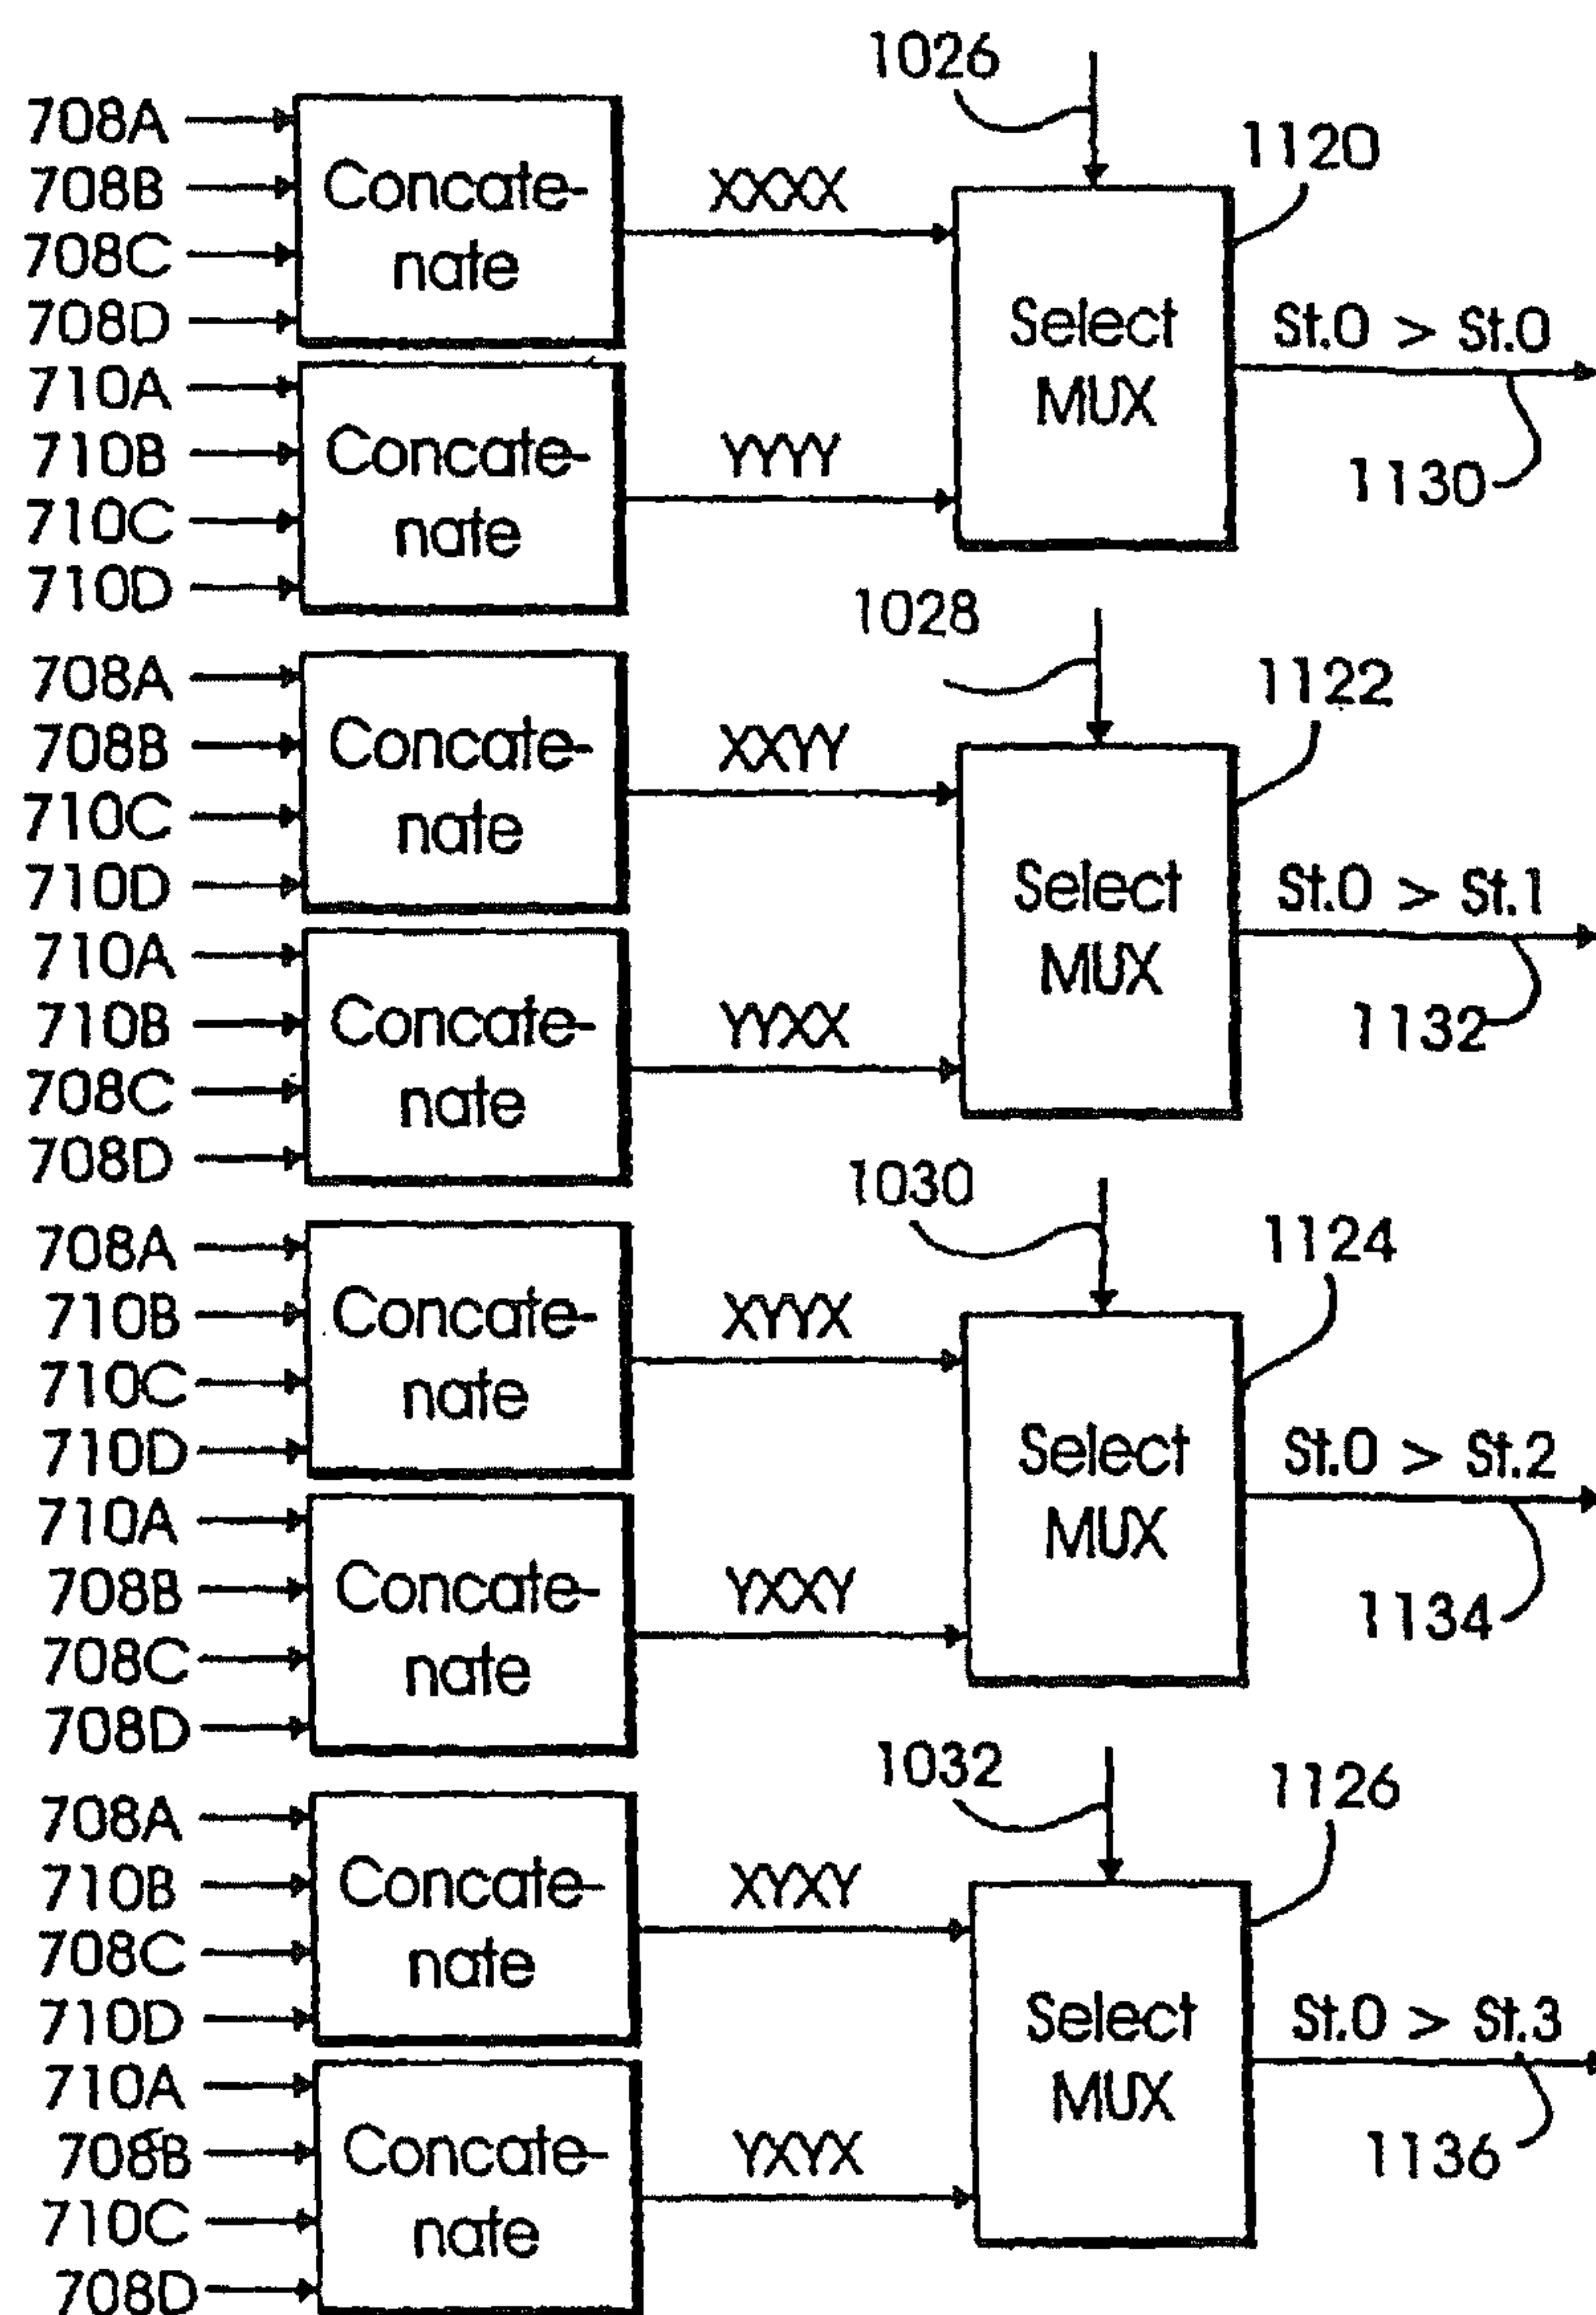 1026
708A
708B
708C
708D
Concate-
nate
XXXX
1120
Select
MUX
St.0 > St.0
1130
710A
710B
710C
710D
Concate-
nate
YYYY
1028
708A
708B
710C
710D
Concate-
nate
XXYY
1122
Select
MUX
St.0 > St.1
1132
710A
710B
708C
708D
Concate-
nate
YYXX
1030
708A
710B
710C
710D
Concate-
nate
XYYX
1124
Select
MUX
St.0 > St.2
1134
710A
708B
708C
708D
Concate-
nate
YXXY
1032
708A
710B
708C
710D
Concate-
nate
XYXY
1126
Select
MUX
St.0 > St.3
1136
710A
708B
710C
708D
Concate-
nate
YXYX